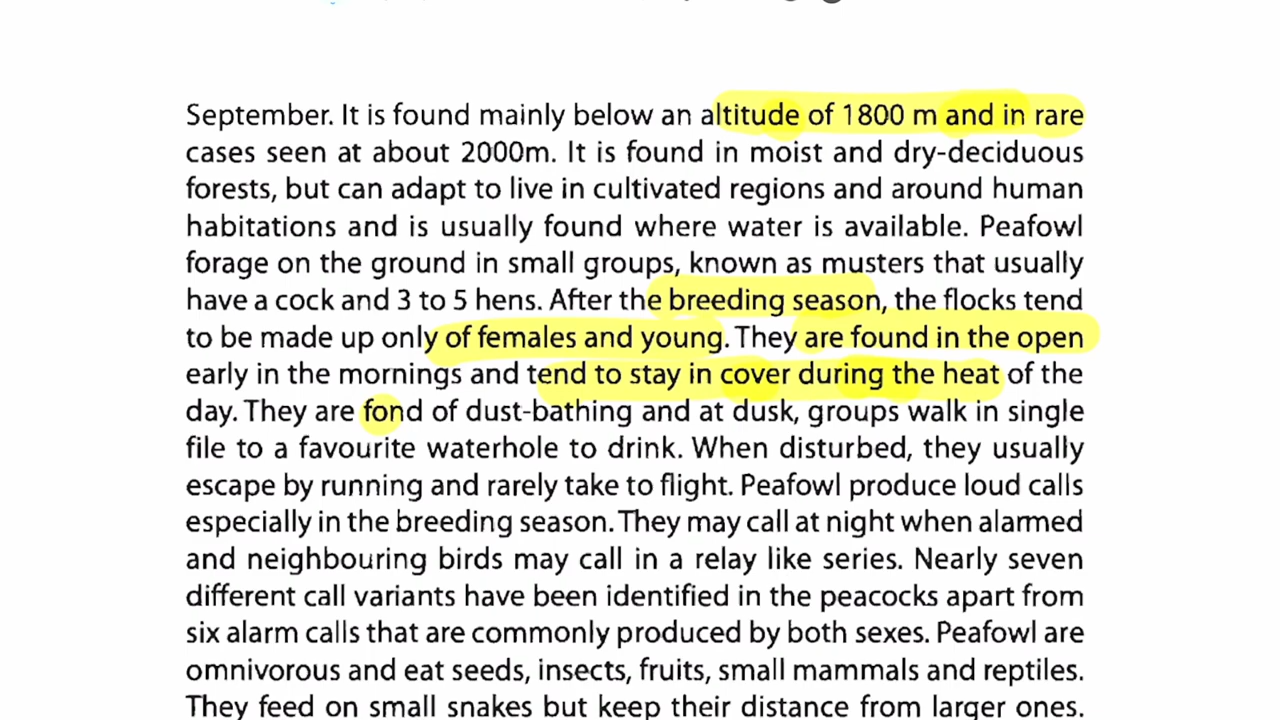 September. It is found mainly below an altitude of 1800 m and in rare
cases seen at about 2000m. It is found in moist and dry-deciduous
forests, but can adapt to live in cultivated regions and around human
habitations and is usually found where water is available. Peafowl
forage on the ground in small groups, known as musters that usually
have a cock and 3 to 5 hens. After the breeding season, the flocks tend
to be made up only of females and young. They are found in the open
early in the mornings and tend to stay in cover during the heat of the
day. They are fond of dust-bathing and at dusk, groups walk in single
file to a favourite waterhole to drink. When disturbed, they usually
escape by running and rarely take to flight. Peafowl produce loud calls
especially in the breeding season. They may call at night when alarmed
and neighbouring birds may call in a relay like series. Nearly seven
different call variants have been identified in the peacocks apart from
six alarm calls that are commonly produced by both sexes. Peafowl are
omnivorous and eat seeds, insects, fruits, small mammals and reptiles.
They feed on small snakes but keep their distance from larger ones.